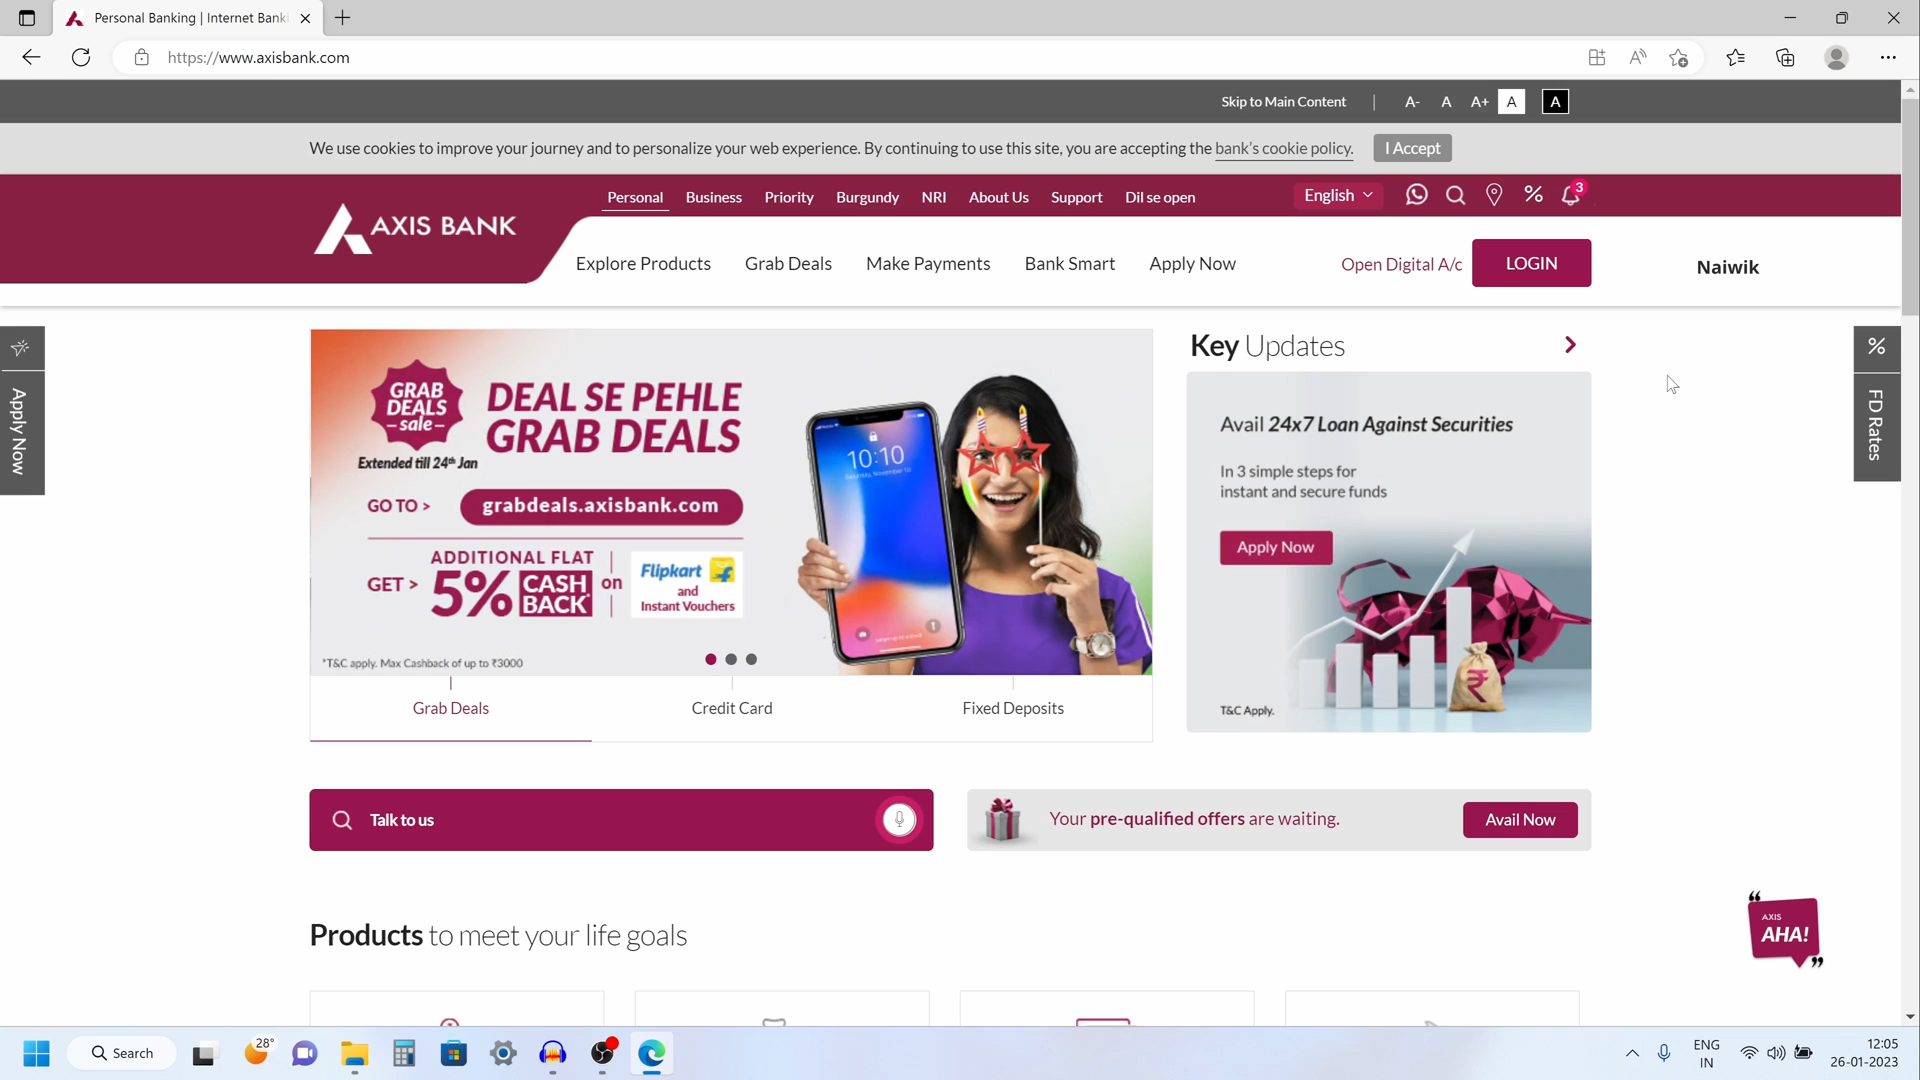 Personal Banking | Internet Banki
https://www.axisbank.com
Skip to Main Content | A- A A+ A A
We use cookies to improve your journey and to personalize your web experience. By continuing to use this site, you are accepting the bank's cookie policy. I Accept
Personal Business Priority Burgundy NRI About Us Support Dil se open English 3
AXIS BANK
Explore Products Grab Deals Make Payments Bank Smart Apply Now Open Digital A/c LOGIN
Naiwik
Apply Now
%
FD Rates
GRAB
DEALS
sale
Extended till 24th Jan
DEAL SE PEHLE
GRAB DEALS
GO TO > grabdeals.axisbank.com
GET > ADDITIONAL FLAT
5% CASH BACK* on
Flipkart
and
Instant Vouchers
10:10
*T&C apply. Max Cashback of up to ₹3000
Grab Deals Credit Card Fixed Deposits
Key Updates
Avail 24x7 Loan Against Securities
In 3 simple steps for
instant and secure funds
Apply Now
₹
T&C Apply.
Talk to us
Your pre-qualified offers are waiting. Avail Now
Products to meet your life goals
AXIS
AHA!
28°
Search
ENG
IN
12:05
26-01-2023